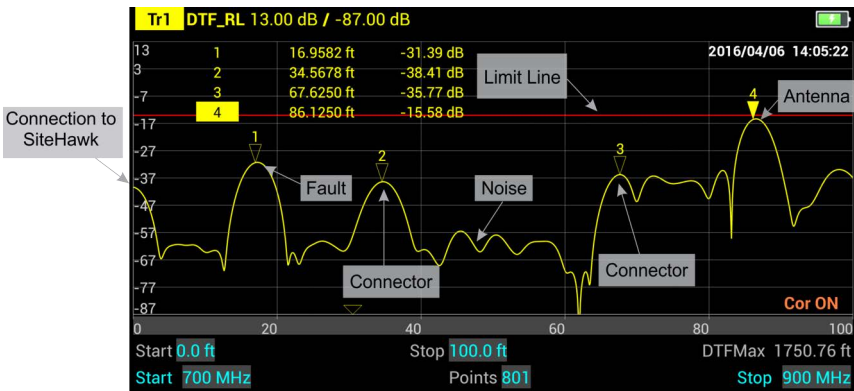 Tr1 DTF_RL 13.00 dB / -87.00 dB
13 1 16.9582 ft -31.39 dB 2016/04/06 14:05:22
3 2 34.5678 ft -38.41 dB
Limit Line
-7 3 67.6250 ft -35.77 dB 4 Antenna
4 86.1250 ft -15.58 dB
Connection to
SiteHawk
-17
1
2
3
-27
-37
Fault
Noise
-47
-57
-67
Connector
Connector
-77
-87
Cor ON
0 20 40 60 80 100
Start 0.0 ft Stop 100.0 ft DTFMax 1750.76 ft
Start 700 MHz Points 801 Stop 900 MHz